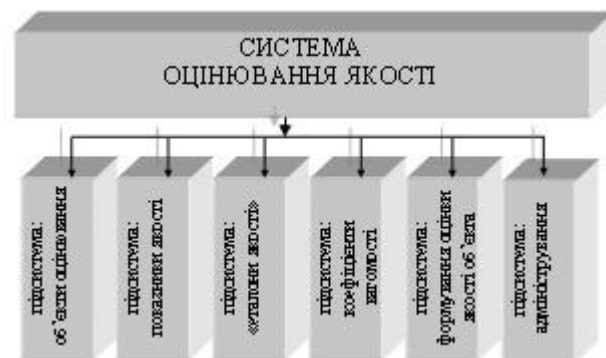 СИСТЕМА
ОЦІНЮВАННЯ ЯКОСТІ
підсистема:
об`єкти оцінювання
підсистема:
показники якості
підсистема:
«еталони якості»
підсистема:
коефіцієнти
вагомості
підсистема:
формування оцінки
якості об`єкта
підсистема:
адміністрування